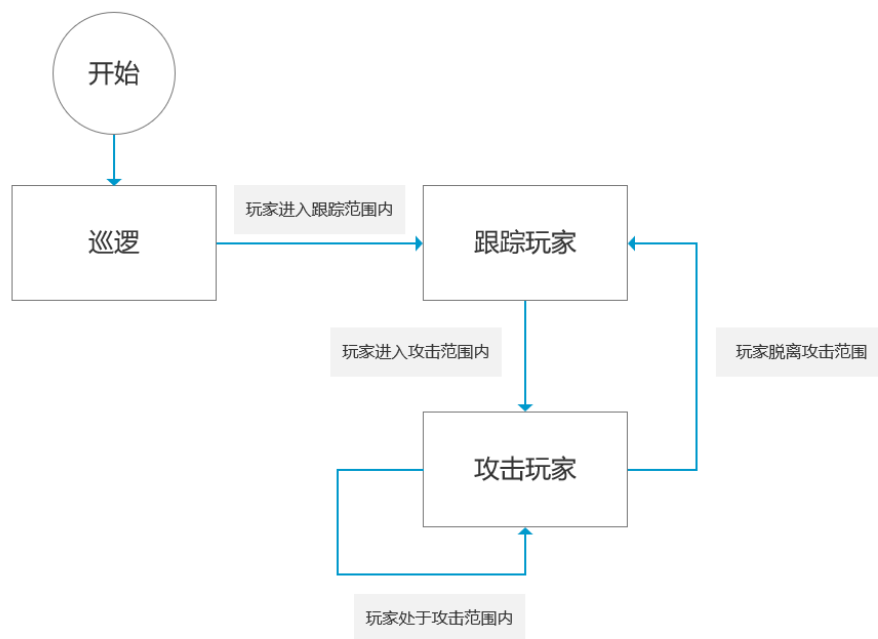 开始
玩家进入跟踪范围内
巡逻
跟踪玩家
玩家进入攻击范围内
玩家脱离攻击范围
攻击玩家
玩家处于攻击范围内